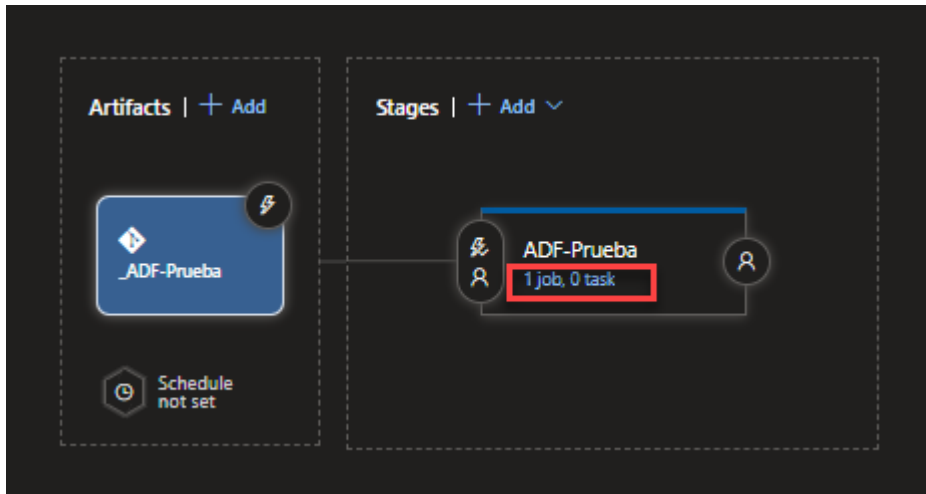 Artifacts | + Add
Stages | + Add
_ADF-Prueba
ADF-Prueba
1 job, 0 task
Schedule
not set